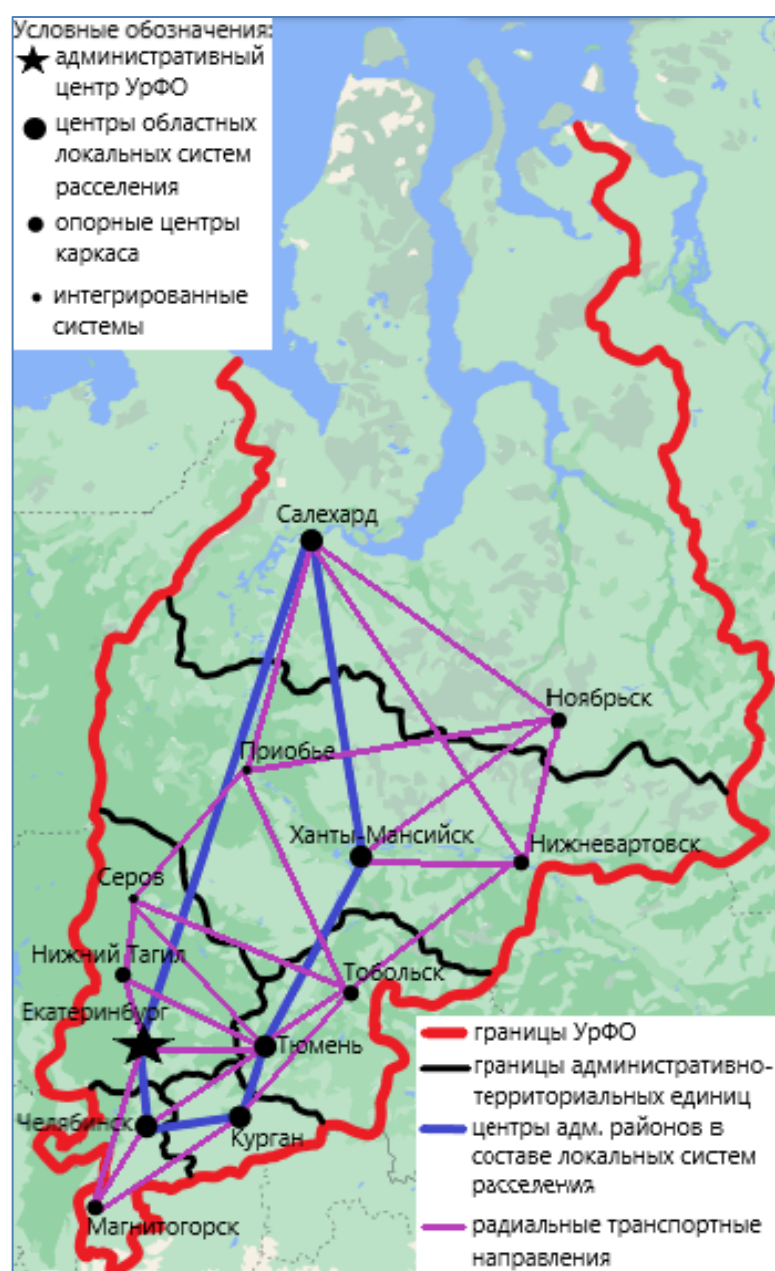 Условные обозначения:
административный
центр УрФО
центры областных
локальных систем
расселения
опорные центры
каркаса
интегрированные
системы
Салехард
Ноябрьск
Приобье
Ханты-Мансийск
Нижневартовск
Серов
Нижний Тагил
Тобольск
Екатеринбург
Тюмень
Челябинск
Курган
Магнитогорск
границы УрФО
границы административно-
территориальных единиц
центры адм. районов в
составе локальных систем
расселения
радиальные транспортные
направления